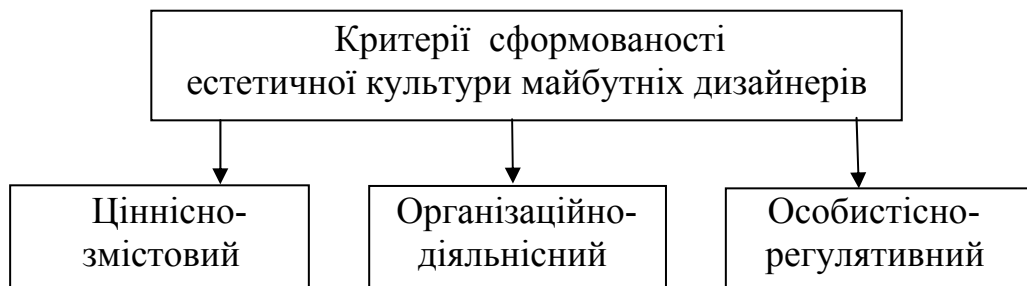 Критерії сформованості
естетичної культури майбутніх дизайнерів
Ціннісно-
змістовий
Організаційно-
діяльнісний
Особистісно-
регулятивний